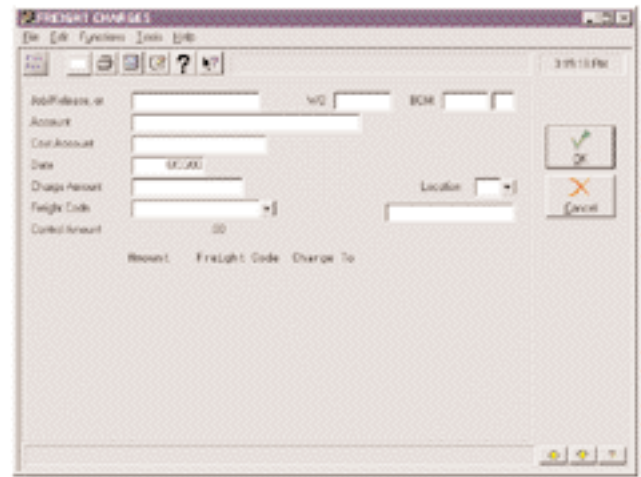 FREIGHT CHARGES
File Edit Functions Tools Help
Job/Release, or WO BOM
Account
Cost Account
Date
Charge Amount Location
Freight Code
Control Amount .00
Amount Freight Code Charge To
OK
Cancel